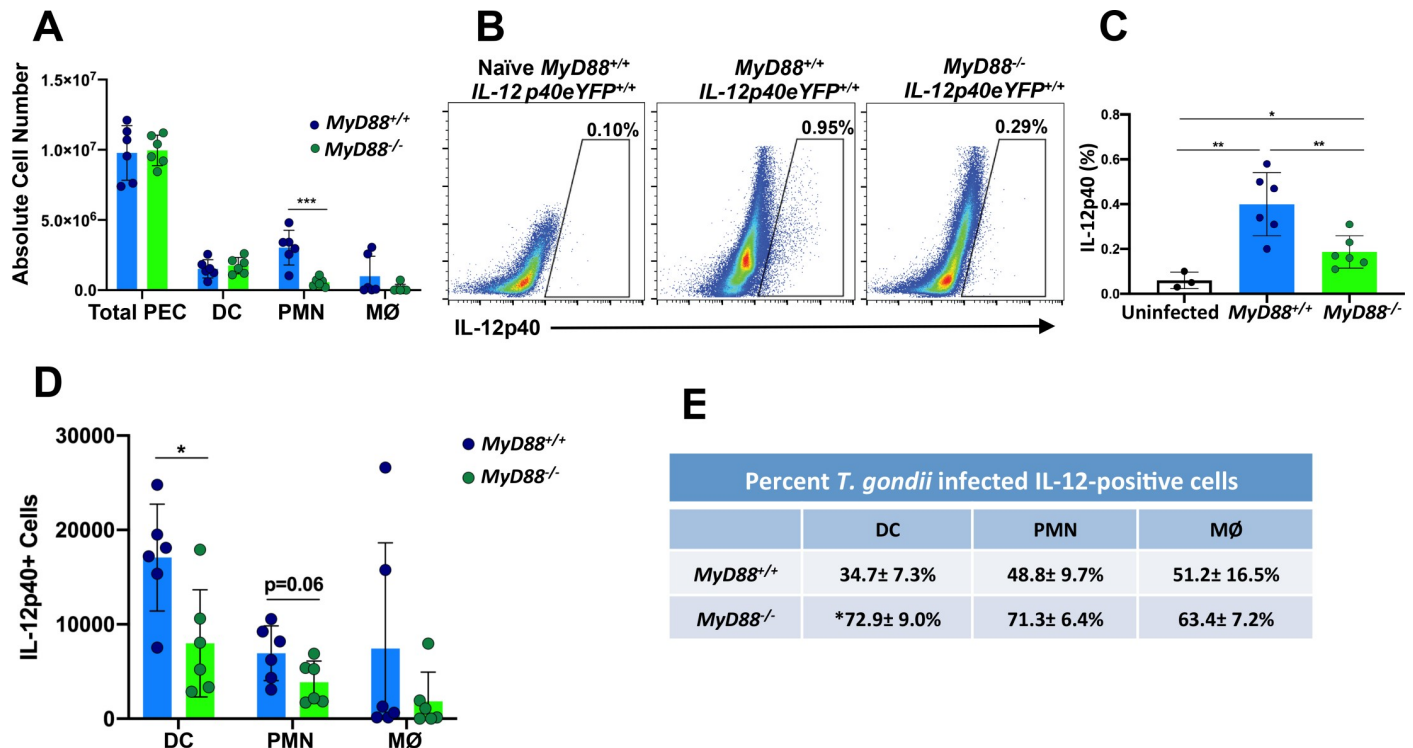 A
Absolute Cell Number
1.5×10⁷
1.0×10⁷
5.0×10⁶
0.0
MyD88+/+
MyD88-/-
***
Total PEC
DC
PMN
MØ
B
Naïve MyD88+/+
IL-12 p40eYFP+/+
MyD88+/+
IL-12p40eYFP+/+
MyD88-/-
IL-12p40eYFP+/+
0.10%
0.95%
0.29%
IL-12p40
C
IL-12p40 (%)
0.8
0.6
0.4
0.2
0.0
*
**
**
Uninfected
MyD88+/+
MyD88-/-
D
IL-12p40+ Cells
30000
20000
10000
0
*
p=0.06
MyD88+/+
MyD88-/-
DC
PMN
MØ
E
Percent T. gondii infected IL-12-positive cells
DC PMN MØ
MyD88+/+ 34.7± 7.3% 48.8± 9.7% 51.2± 16.5%
MyD88-/- *72.9± 9.0% 71.3± 6.4% 63.4± 7.2%